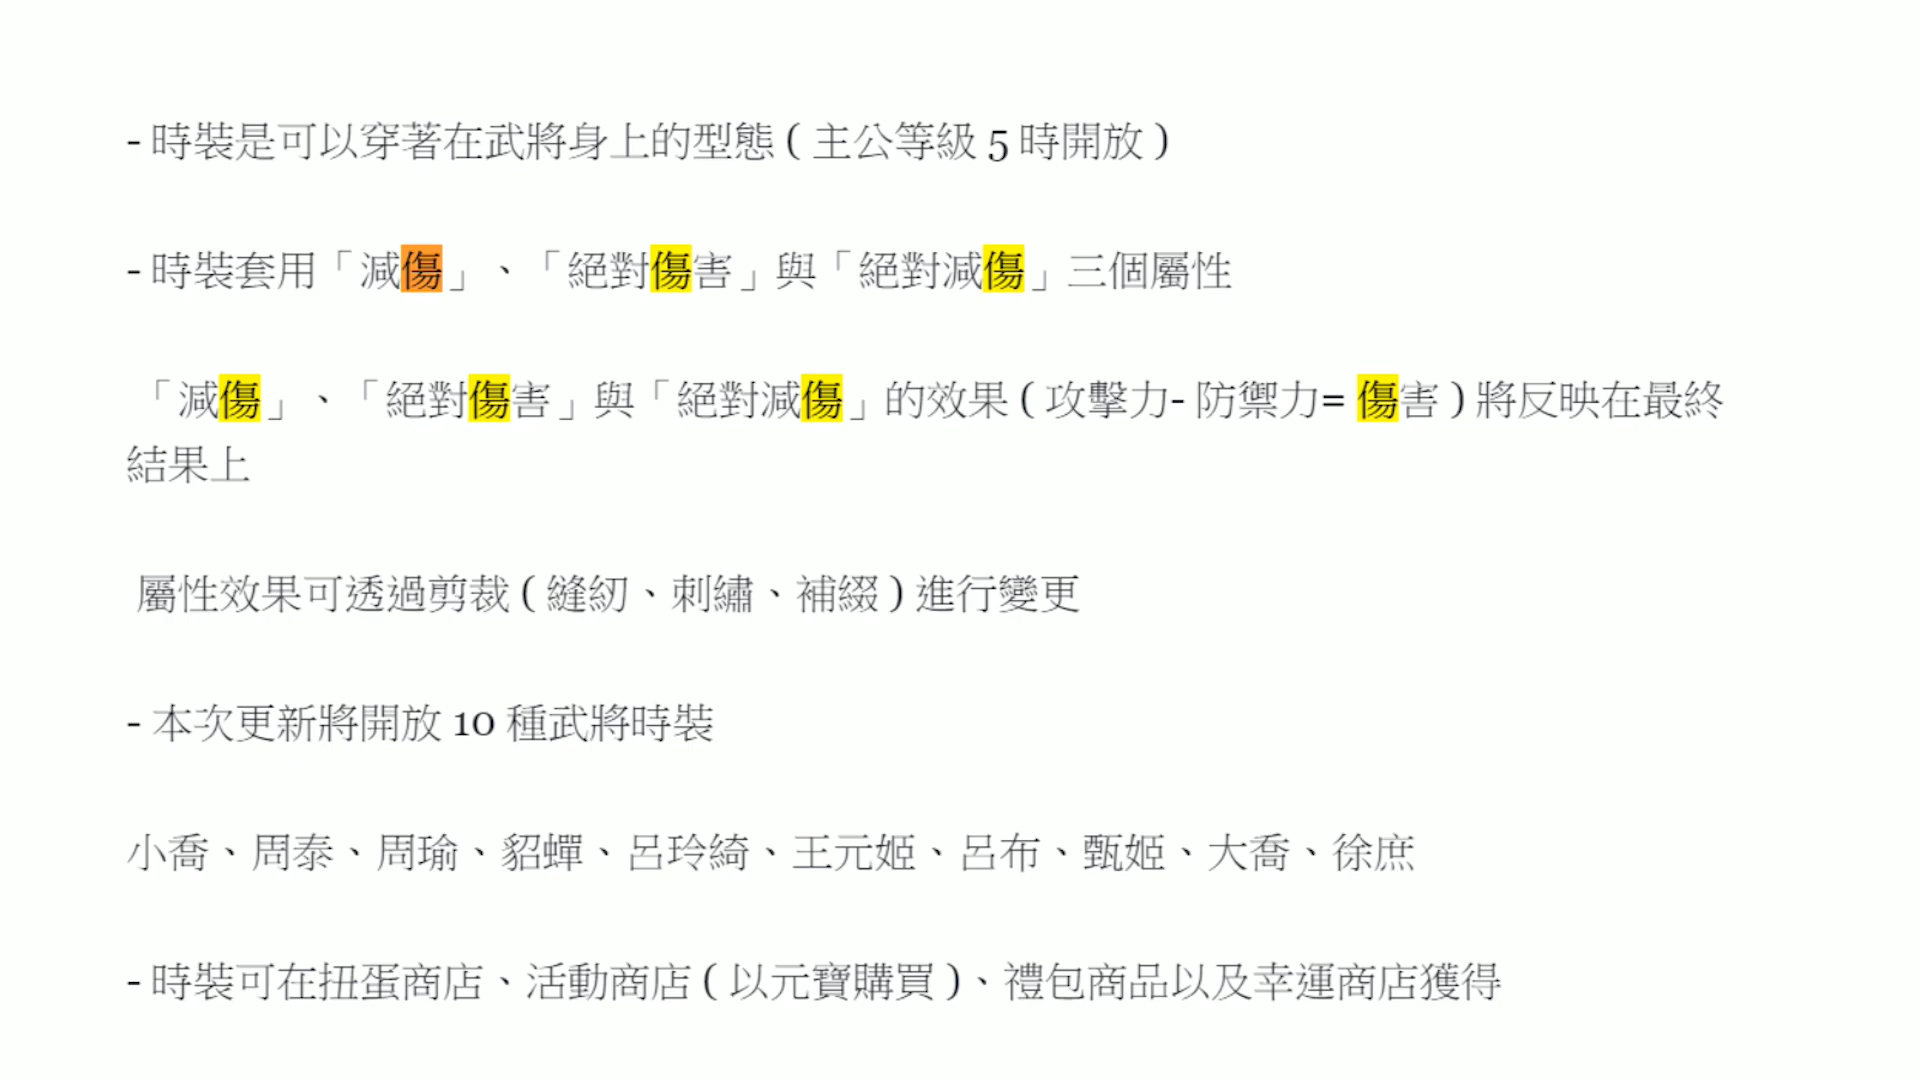 - 時裝是可以穿著在武將身上的型態 ( 主公等級 5 時開放 )
- 時裝套用「減傷」、「絕對傷害」與「絕對減傷」三個屬性
「減傷」、「絕對傷害」與「絕對減傷」的效果 ( 攻擊力- 防禦力= 傷害 ) 將反映在最終
結果上
屬性效果可透過剪裁 ( 縫紉、刺繡、補綴 ) 進行變更
- 本次更新將開放 10 種武將時裝
小喬、周泰、周瑜、貂蟬、呂玲綺、王元姬、呂布、甄姬、大喬、徐庶
- 時裝可在扭蛋商店、活動商店 ( 以元寶購買 )、禮包商品以及幸運商店獲得